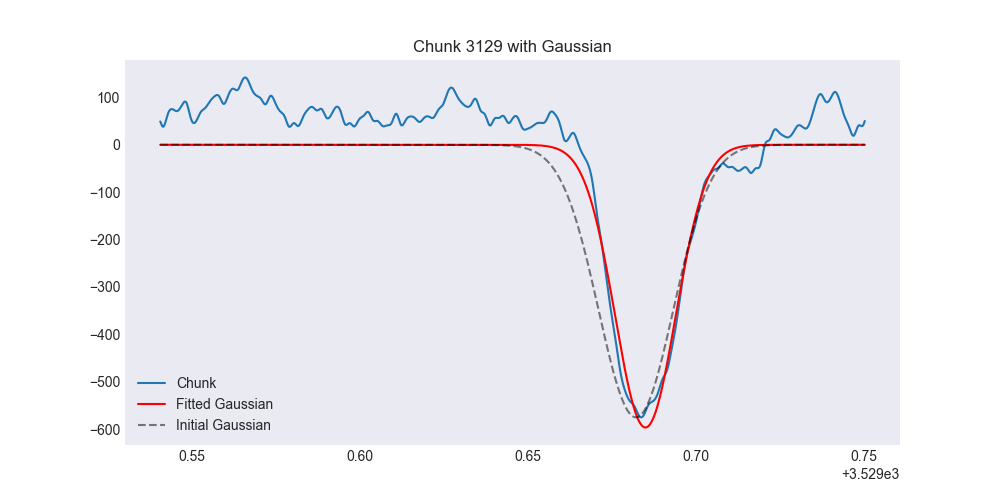 Chunk 3129 with Gaussian
100
0
−100
−200
−300
−400
−500
−600
Chunk
Fitted Gaussian
Initial Gaussian
0.55 0.60 0.65 0.70 0.75
+3.529e3